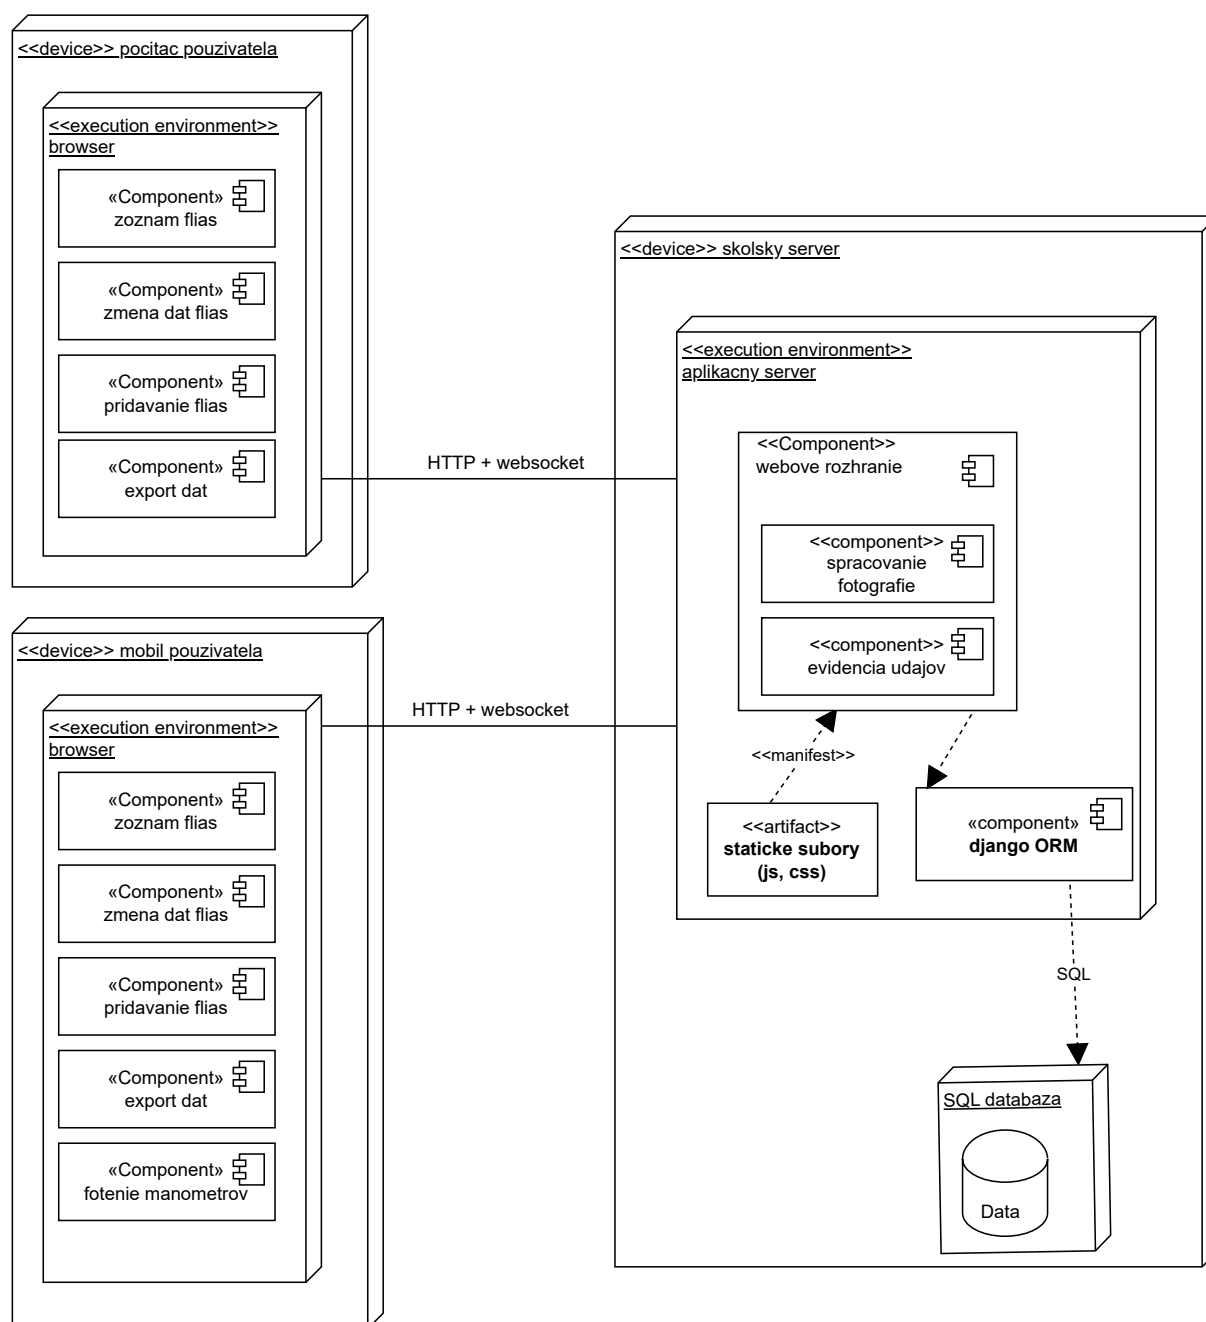 <<device>> pocitac pouzivatela
<<execution environment>>
browser
«Component»
zoznam flias
«Component»
zmena dat flias
«Component»
pridavanie flias
«Component»
export dat
HTTP + websocket
<<device>> mobil pouzivatela
<<execution environment>>
browser
«Component»
zoznam flias
«Component»
zmena dat flias
«Component»
pridavanie flias
«Component»
export dat
«Component»
fotenie manometrov
HTTP + websocket
<<device>> skolsky server
<<execution environment>>
aplikacny server
<<Component>>
webove rozhranie
<<component>>
spracovanie
fotografie
<<component>>
evidencia udajov
<<manifest>>
<<artifact>>
staticke subory
(js, css)
«component»
django ORM
SQL
SQL databaza
Data